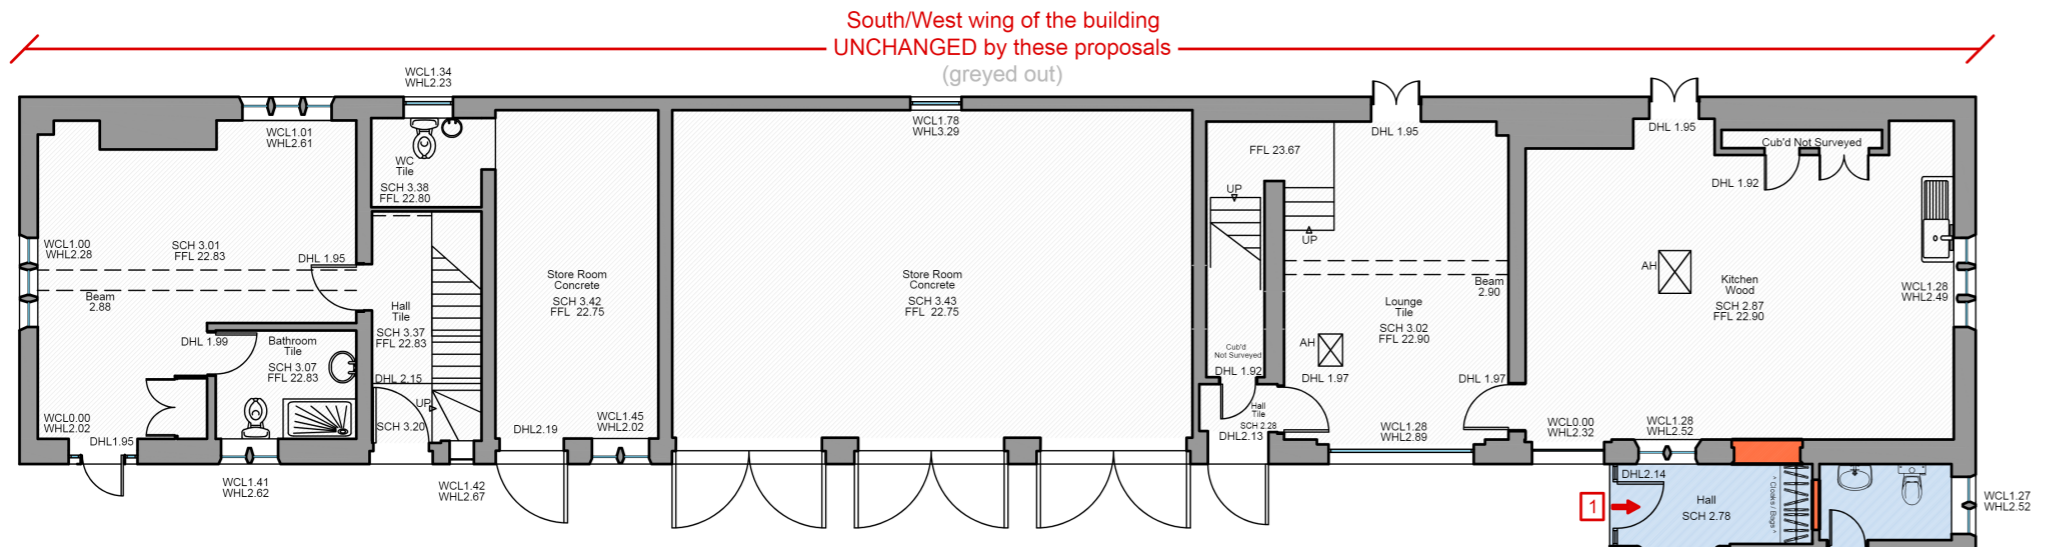 South/West wing of the building
UNCHANGED by these proposals
(greyed out)
WCL1.34
WHL2.23
WCL1.01
WHL2.61
WC
Tile
SCH 3.38
FFL 22.80
WCL1.78
WHL3.29
FFL 23.67
DHL 1.95
DHL 1.95
Cub'd Not Surveyed
DHL 1.92
UP
UP
WCL1.00
WHL2.28
SCH 3.01
FFL 22.83
DHL 1.95
Beam
2.88
Hall
Tile
SCH 3.37
FFL 22.83
Store Room
Concrete
SCH 3.42
FFL 22.75
Store Room
Concrete
SCH 3.43
FFL 22.75
Beam
2.90
Lounge
Tile
SCH 3.02
FFL 22.90
AH
AH
Kitchen
Wood
SCH 2.87
FFL 22.90
WCL1.28
WHL2.49
DHL 1.99
Bathroom
Tile
SCH 3.07
FFL 22.83
DHL 2.15
UP
SCH 3.20
Cub'd
Not Surveyed
DHL 1.92
DHL 1.97
DHL 1.97
WCL0.00
WHL2.02
DHL1.95
WCL1.41
WHL2.62
WCL1.42
WHL2.67
DHL2.19
WCL1.45
WHL2.02
Hall
Tile
SCH 2.28
DHL2.13
WCL1.28
WHL2.89
WCL0.00
WHL2.32
WCL1.28
WHL2.52
DHL2.14
1
Hall
SCH 2.78
^ Cloaks / Bags ^
WCL1.27
WHL2.52